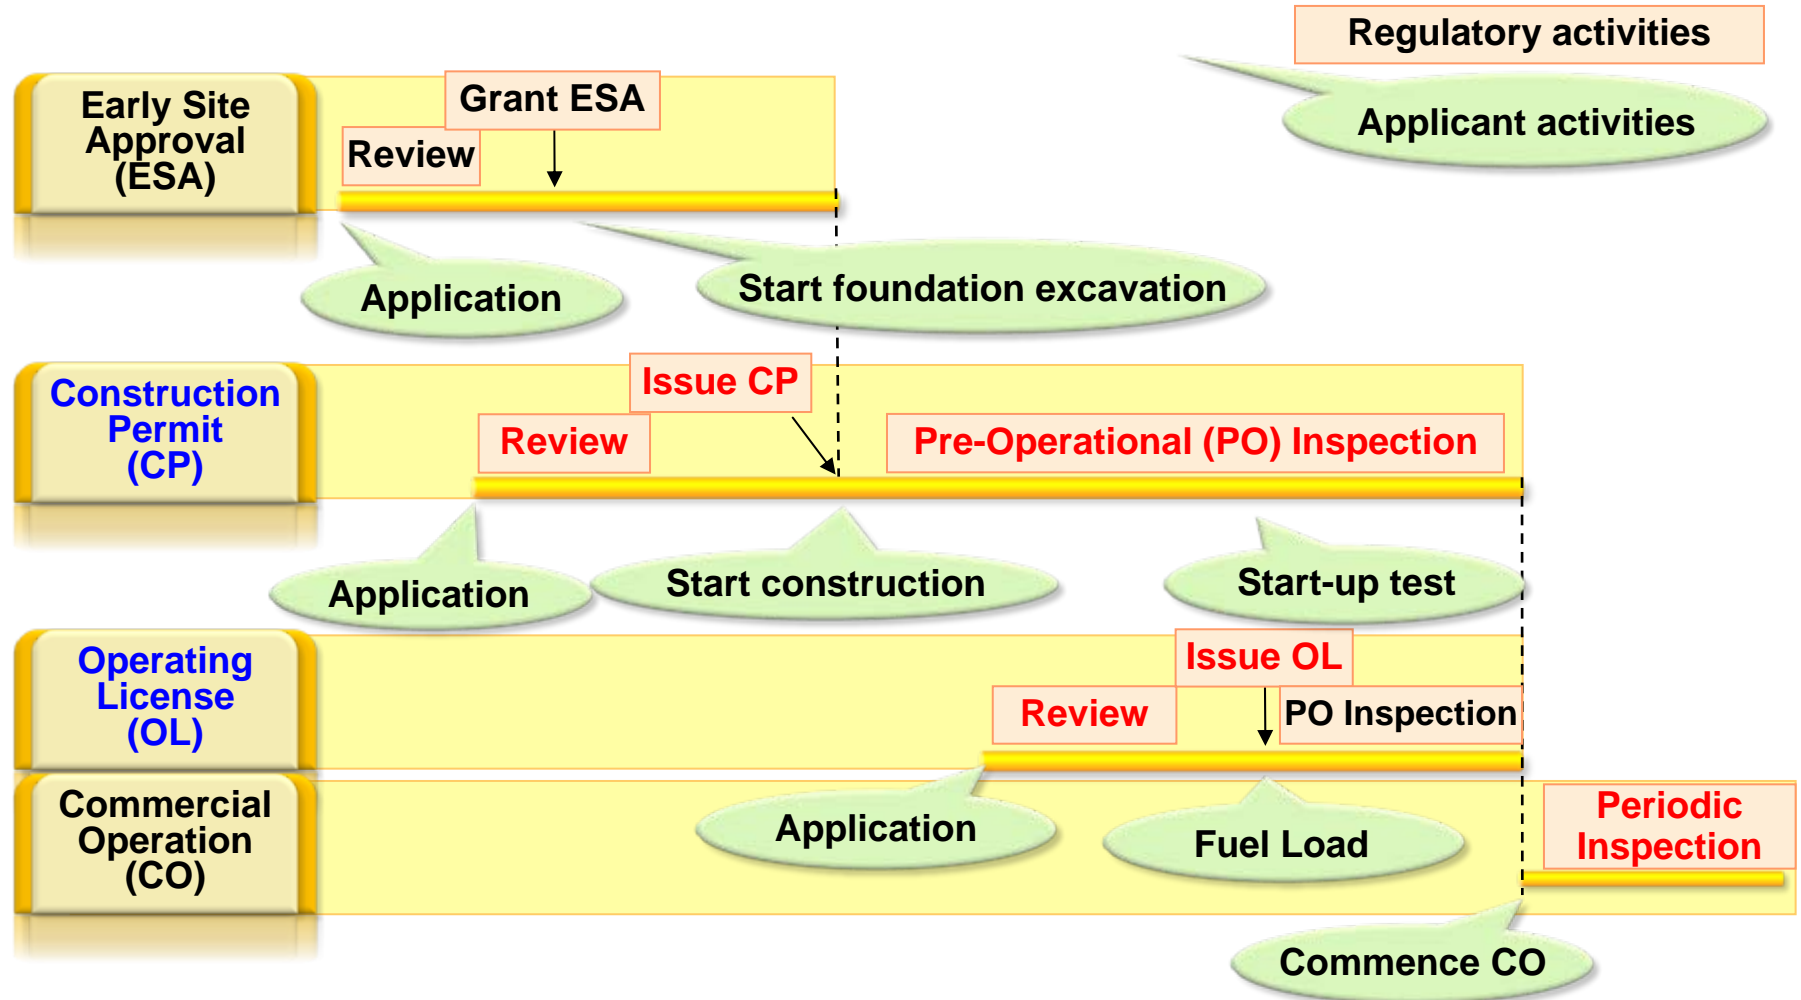 Regulatory activities
Applicant activities
Early Site
Approval
(ESA)
Grant ESA
Review
Application
Start foundation excavation
Construction
Permit
(CP)
Issue CP
Review
Pre-Operational (PO) Inspection
Application
Start construction
Start-up test
Operating
License
(OL)
Issue OL
Review
PO Inspection
Application
Fuel Load
Commercial
Operation
(CO)
Periodic
Inspection
Commence CO